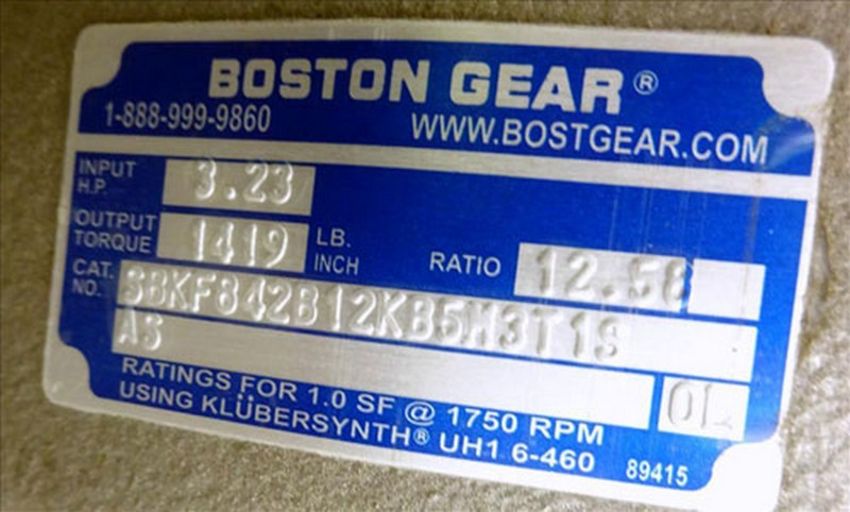 BOSTON GEAR®
1-888-999-9860
WWW.BOSTGEAR.COM
INPUT H.P. 3.23
OUTPUT TORQUE 1419 LB. INCH RATIO 12.58
CAT. NO. SBKF842B12KB5M3T1S
AS
OL
RATINGS FOR 1.0 SF @ 1750 RPM
USING KLÜBERSYNTH® UH1 6-460 89415